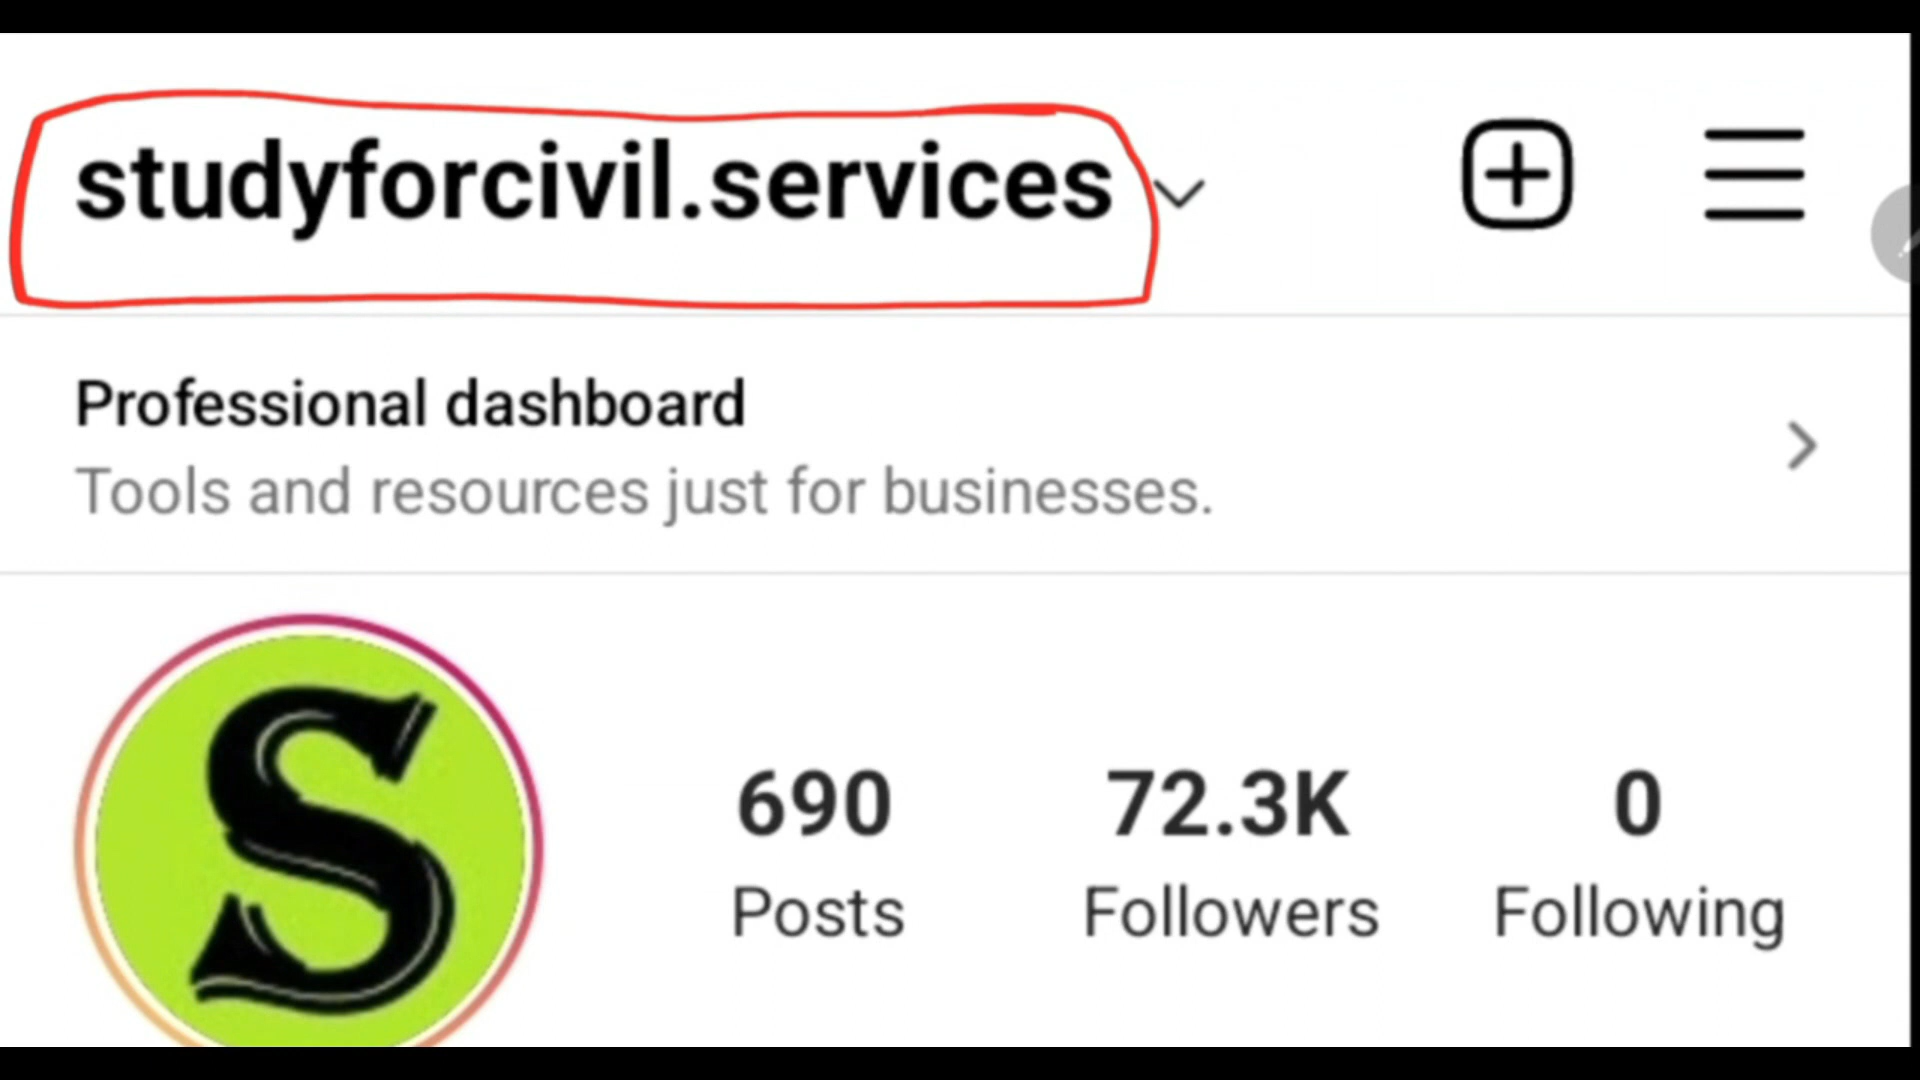 studyforcivil.services
Professional dashboard
Tools and resources just for businesses.
S
690 72.3K 0
Posts Followers Following